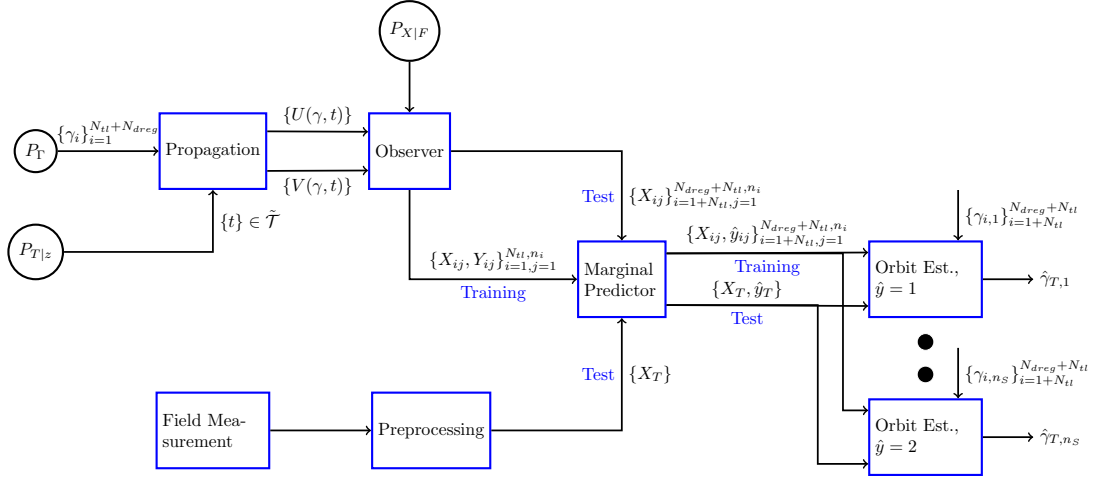 P_{X|F}
P_Γ
{γ_i}_{i=1}^{N_{tl}+N_{dreg}}
Propagation
{U(γ, t)}
{V(γ, t)}
Observer
P_{T|z}
{t} ∈ \tilde{𝒯}
Test
{X_{ij}}_{i=1+N_{tl},j=1}^{N_{dreg}+N_{tl},n_i}
{X_{ij}, Y_{ij}}_{i=1,j=1}^{N_{tl},n_i}
Training
Marginal
Predictor
{X_{ij}, ŷ_{ij}}_{i=1+N_{tl},j=1}^{N_{dreg}+N_{tl},n_i}
Training
{X_T, ŷ_T}
Test
{γ_{i,1}}_{i=1+N_{tl}}^{N_{dreg}+N_{tl}}
Orbit Est.,
ŷ = 1
\hat{γ}_{T,1}
Test
{X_T}
{γ_{i,n_S}}_{i=1+N_{tl}}^{N_{dreg}+N_{tl}}
Orbit Est.,
ŷ = 2
\hat{γ}_{T,n_S}
Field Mea-
surement
Preprocessing